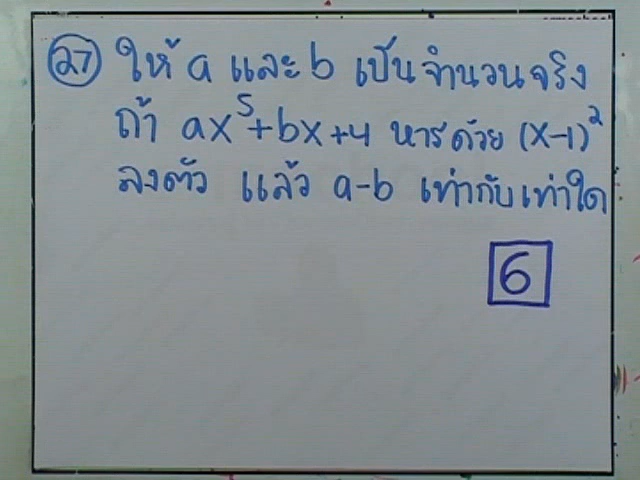 27 ให้ a และ b เป็นจำนวนจริง
ถ้า ax⁵+bx+4 หารด้วย (x-1)²
ลงตัว แล้ว a-b เท่ากับเท่าใด
6